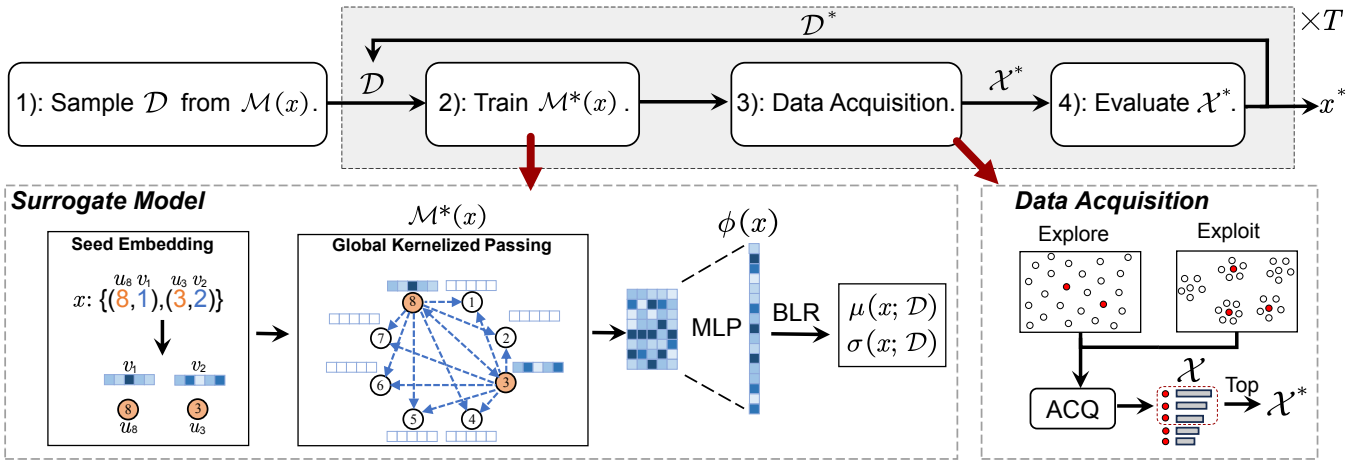 𝒟*
×T
1): Sample 𝒟 from ℳ(x).
𝒟
2): Train ℳ*(x) .
3): Data Acquisition.
𝒳*
4): Evaluate 𝒳*.
x*
Surrogate Model
ℳ*(x)
Seed Embedding
u₈ v₁ u₃ v₂
x: {(8,1),(3,2)}
v₁ v₂
8 3
u₈ u₃
Global Kernelized Passing
8
1
7
2
6
3
5
4
MLP
ϕ(x)
BLR
μ(x; 𝒟)
σ(x; 𝒟)
Data Acquisition
Explore
Exploit
ACQ
𝒳
Top
𝒳*